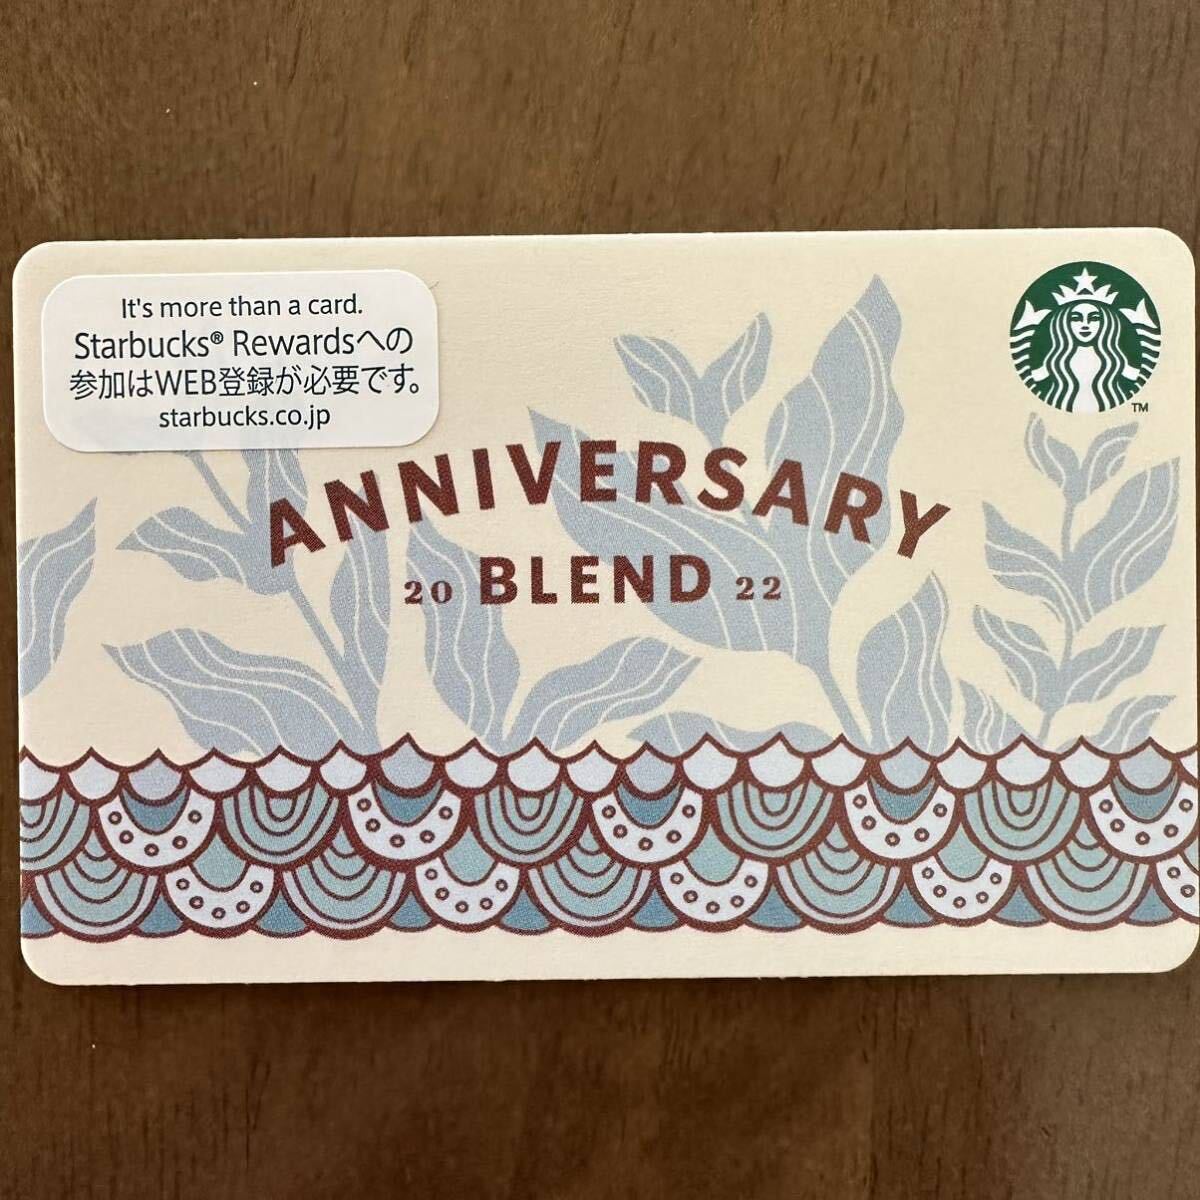 It's more than a card.
Starbucks® Rewardsへの
参加はWEB登録が必要です。
starbucks.co.jp
TM
ANNIVERSARY
20 BLEND 22